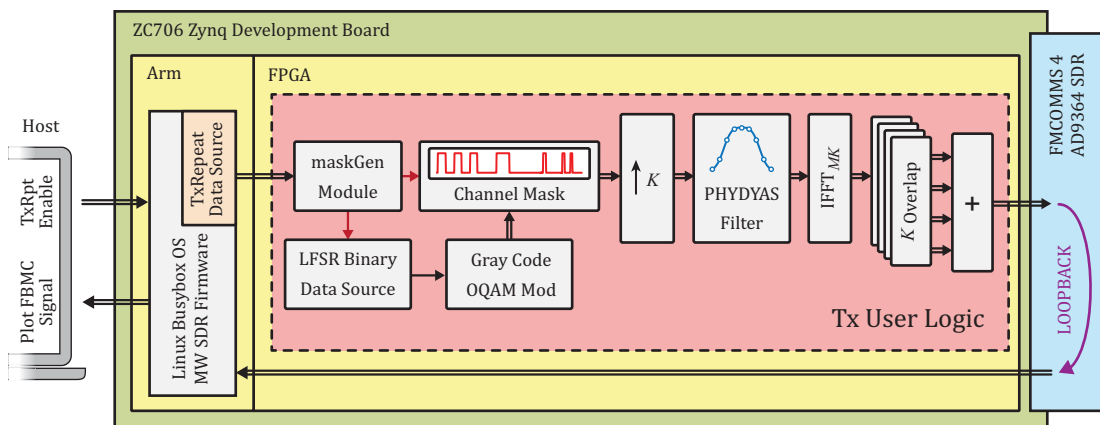 ZC706 Zynq Development Board
Arm
FPGA
FMCOMMS 4
AD9364 SDR
Host
TxRpt
Enable
Plot FBMC
Signal
TxRepeat
Data Source
Linux Busybox OS
MW SDR Firmware
maskGen
Module
Channel Mask
LFSR Binary
Data Source
Gray Code
OQAM Mod
↑ K
PHYDYAS
Filter
IFFT_MK
K Overlap
+
Tx User Logic
LOOPBACK